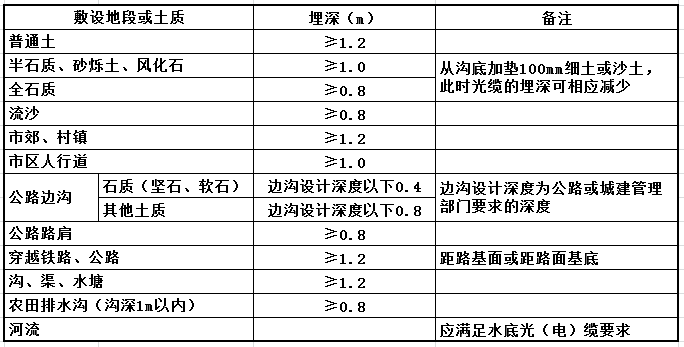 敷设地段或土质 埋深（m） 备注
普通土 ≥1.2
半石质、砂烁土、风化石 ≥1.0 从沟底加垫100mm细土或沙土，
此时光缆的埋深可相应减少
全石质 ≥0.8
流沙 ≥0.8
市郊、村镇 ≥1.2
市区人行道 ≥1.0
公路边沟 石质（坚石、软石） 边沟设计深度以下0.4 边沟设计深度为公路或城建管理
部门要求的深度
其他土质 边沟设计深度以下0.8
公路路肩 ≥0.8
穿越铁路、公路 ≥1.2 距路基面或距路面基底
沟、渠、水塘 ≥1.2
农田排水沟（沟深1m以内） ≥0.8
河流 应满足水底光（电）缆要求